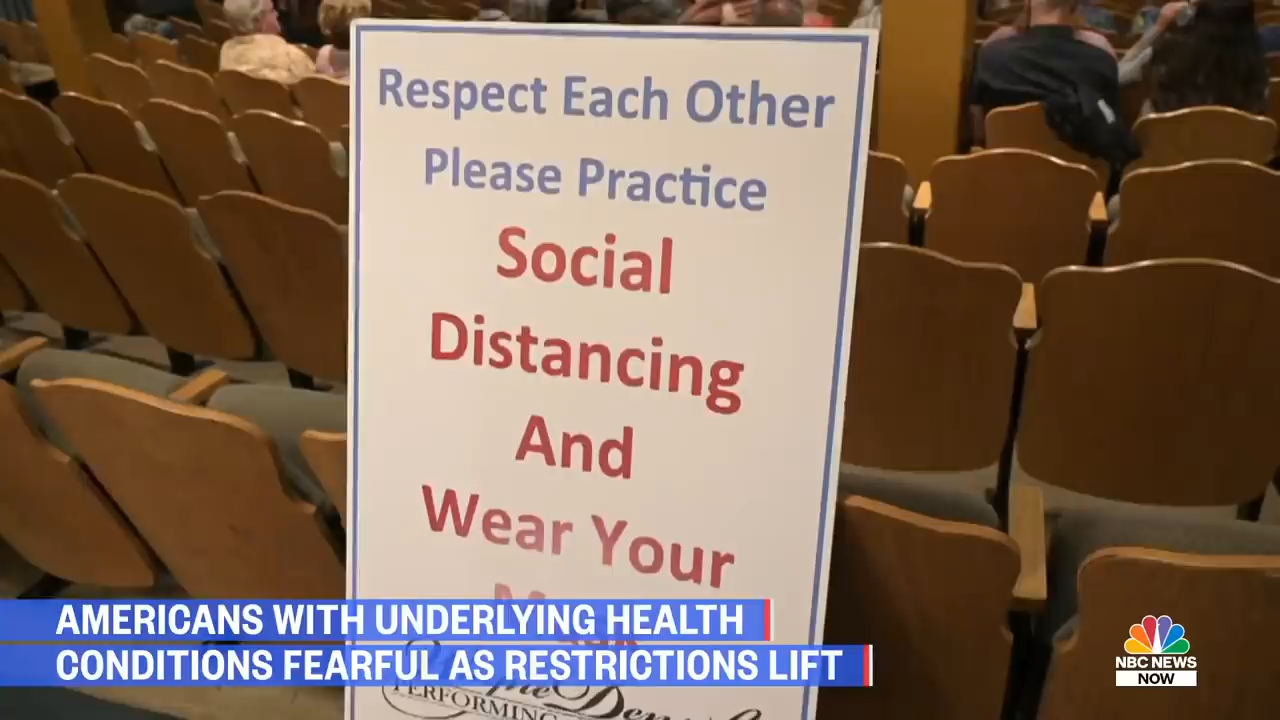 Respect Each Other
Please Practice
Social
Distancing
And
Wear Your
AMERICANS WITH UNDERLYING HEALTH
CONDITIONS FEARFUL AS RESTRICTIONS LIFT
PERFORMING
NBC NEWS
NOW